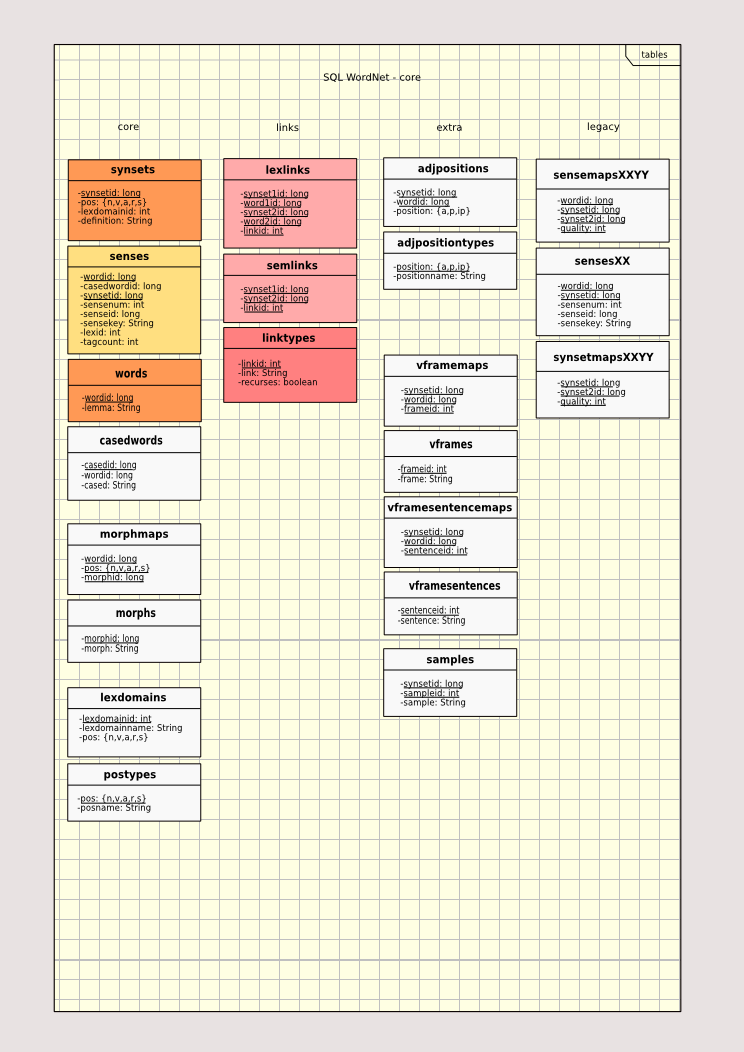 tables
SQL WordNet - core
core
synsets
-synsetid: long
-pos: {n,v,a,r,s}
-lexdomainid: int
-definition: String
senses
-wordid: long
-casedwordid: long
-synsetid: long
-sensenum: int
-senseid: long
-sensekey: String
-lexid: int
-tagcount: int
words
-wordid: long
-lemma: String
casedwords
-casedid: long
-wordid: long
-cased: String
morphmaps
-wordid: long
-pos: {n,v,a,r,s}
-morphid: long
morphs
-morphid: long
-morph: String
lexdomains
-lexdomainid: int
-lexdomainname: String
-pos: {n,v,a,r,s}
postypes
-pos: {n,v,a,r,s}
-posname: String
links
lexlinks
-synset1id: long
-word1id: long
-synset2id: long
-word2id: long
-linkid: int
semlinks
-synset1id: long
-synset2id: long
-linkid: int
linktypes
-linkid: int
-link: String
-recurses: boolean
extra
adjpositions
-synsetid: long
-wordid: long
-position: {a,p,ip}
adjpositiontypes
-position: {a,p,ip}
-positionname: String
vframemaps
-synsetid: long
-wordid: long
-frameid: int
vframes
-frameid: int
-frame: String
vframesentencemaps
-synsetid: long
-wordid: long
-sentenceid: int
vframesentences
-sentenceid: int
-sentence: String
samples
-synsetid: long
-sampleid: int
-sample: String
legacy
sensemapsXXYY
-wordid: long
-synsetid: long
-synset2id: long
-quality: int
sensesXX
-wordid: long
-synsetid: long
-sensenum: int
-senseid: long
-sensekey: String
synsetmapsXXYY
-synsetid: long
-synset2id: long
-quality: int